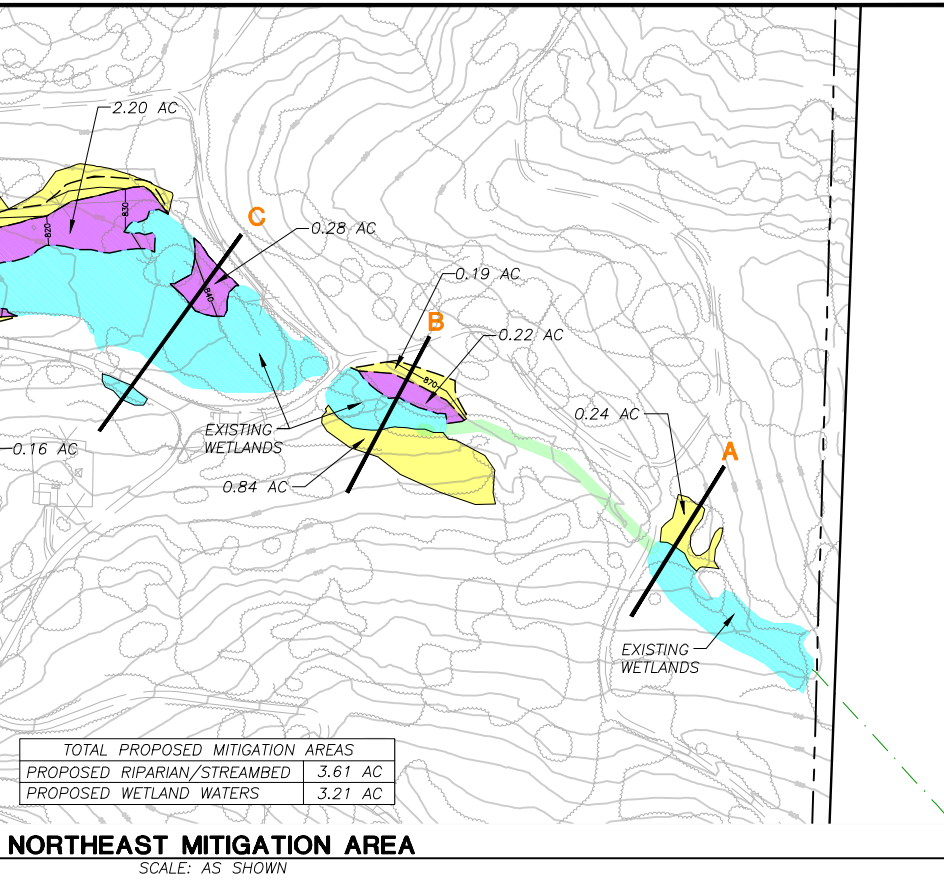 2.20 AC
830
820
C
0.28 AC
840
0.19 AC
B
0.22 AC
870
0.24 AC
A
EXISTING
WETLANDS
0.16 AC
0.84 AC
EXISTING
WETLANDS
TOTAL PROPOSED MITIGATION AREAS
PROPOSED RIPARIAN/STREAMBED 3.61 AC
PROPOSED WETLAND WATERS 3.21 AC
NORTHEAST MITIGATION AREA
SCALE: AS SHOWN